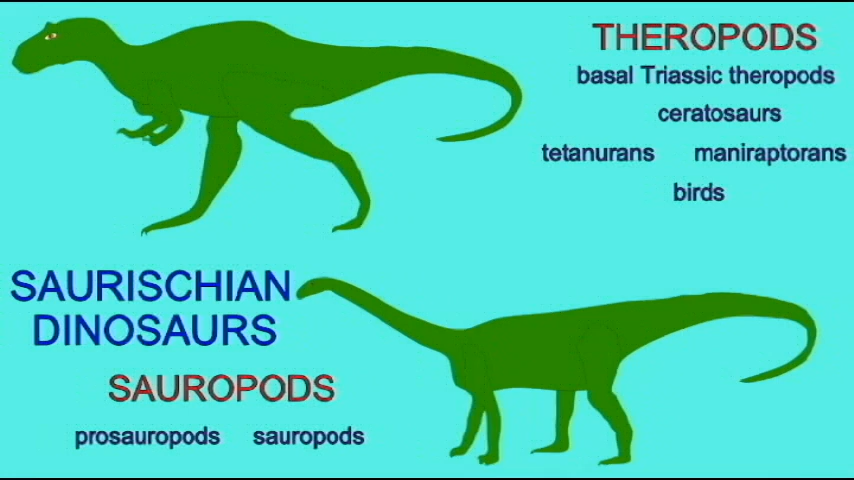 THEROPODS
basal Triassic theropods
ceratosaurs
tetanurans maniraptorans
birds
SAURISCHIAN
DINOSAURS
SAUROPODS
prosauropods sauropods